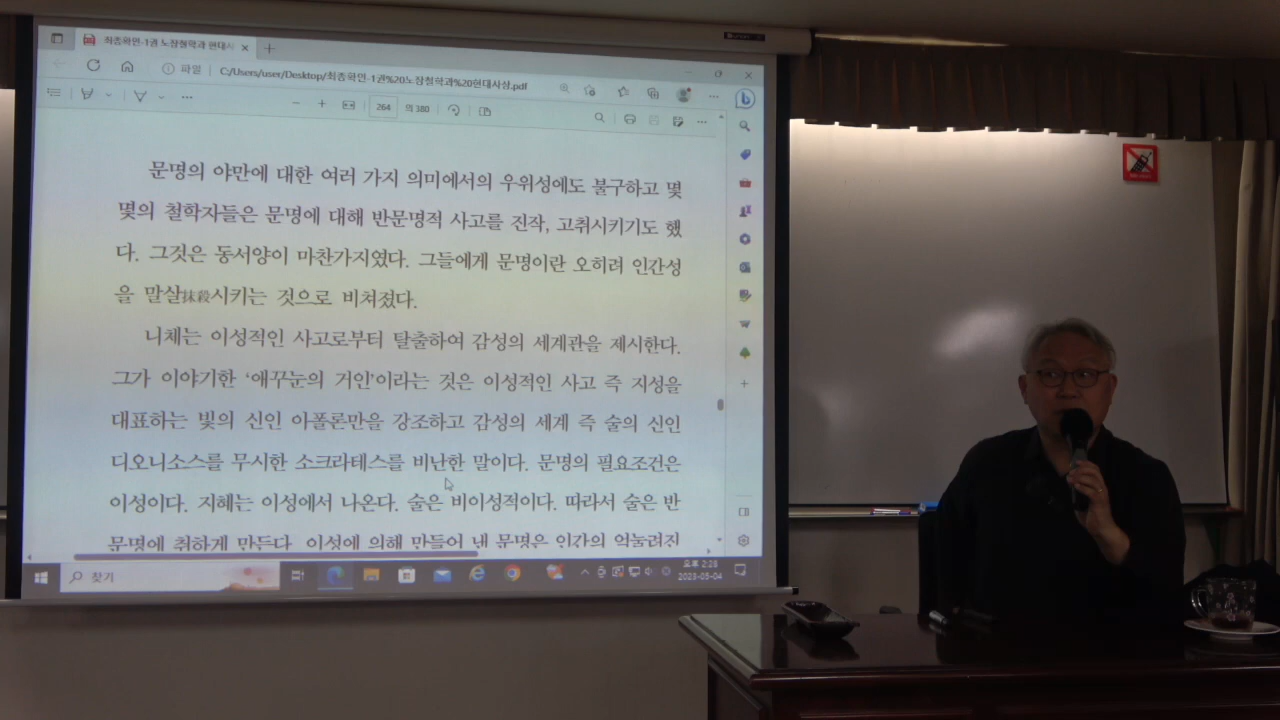 최종확인-1권 노장철학과 현대사
파일 C:/Users/user/Desktop/최종확인-1권%20노장철학과%20현대사상.pdf
264 의 380
문명의 야만에 대한 여러 가지 의미에서의 우위성에도 불구하고 몇
몇의 철학자들은 문명에 대해 반문명적 사고를 진작, 고취시키기도 했
다. 그것은 동서양이 마찬가지였다. 그들에게 문명이란 오히려 인간성
을 말살抹殺시키는 것으로 비쳐졌다.
니체는 이성적인 사고로부터 탈출하여 감성의 세계관을 제시한다.
그가 이야기한 ‘애꾸눈의 거인’이라는 것은 이성적인 사고 즉 지성을
대표하는 빛의 신인 아폴론만을 강조하고 감성의 세계 즉 술의 신인
디오니소스를 무시한 소크라테스를 비난한 말이다. 문명의 필요조건은
이성이다. 지혜는 이성에서 나온다. 술은 비이성적이다. 따라서 술은 반
문명에 취하게 만든다. 이성에 의해 만들어 낸 문명은 인간의 억눌려진
찾기
오후 2:28
2023-05-04